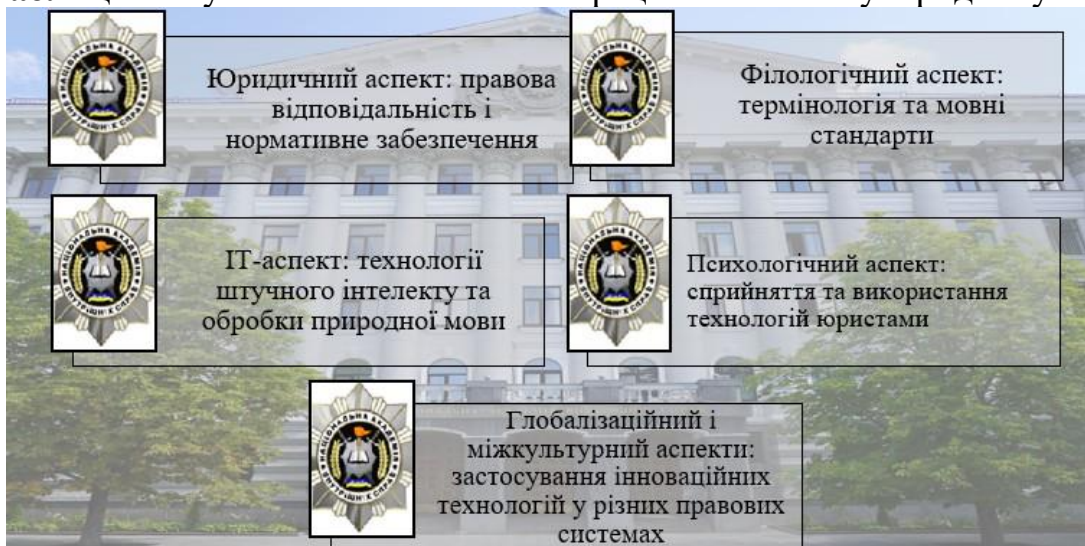 Юридичний аспект: правова
відповідальність і
нормативне забезпечення
Філологічний аспект:
термінологія та мовні
стандарти
ІТ-аспект: технології
штучного інтелекту та
обробки природної мови
Психологічний аспект:
сприйняття та використання
технологій юристами
Глобалізаційний і
міжкультурний аспекти:
застосування інноваційних
технологій у різних правових
системах